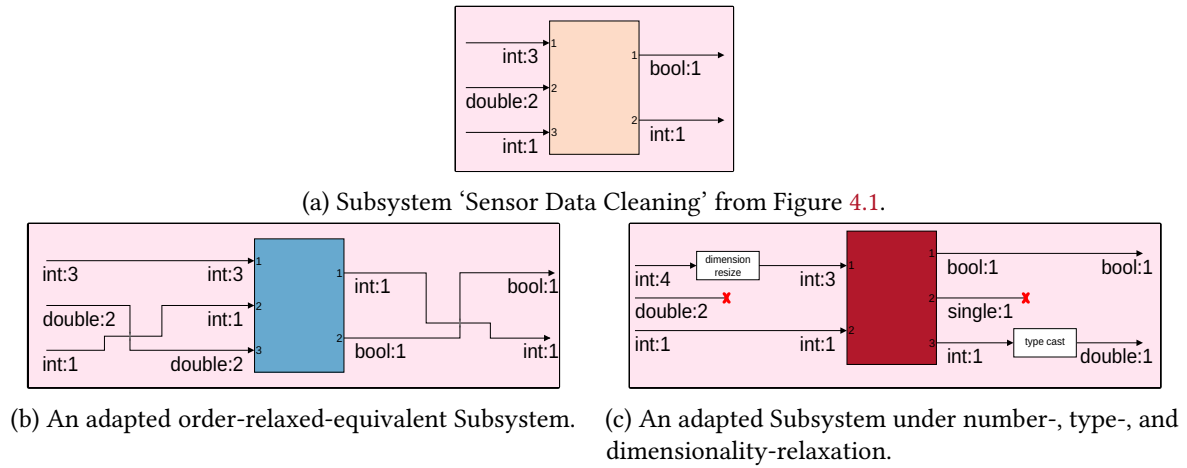 1
int:3
1
bool:1
2
double:2
2
3
int:1
int:1
(a) Subsystem ‘Sensor Data Cleaning’ from Figure 4.1.
1
int:3
int:3
1
int:1
bool:1
2
double:2
int:1
2
3
int:1
double:2
bool:1
int:1
(b) An adapted order-relaxed-equivalent Subsystem.
dimension
resize
1
1
int:4
int:3
bool:1
bool:1
2
double:2
single:1
2
int:1
int:1
3
type cast
int:1
double:1
(c) An adapted Subsystem under number-, type-, and
dimensionality-relaxation.